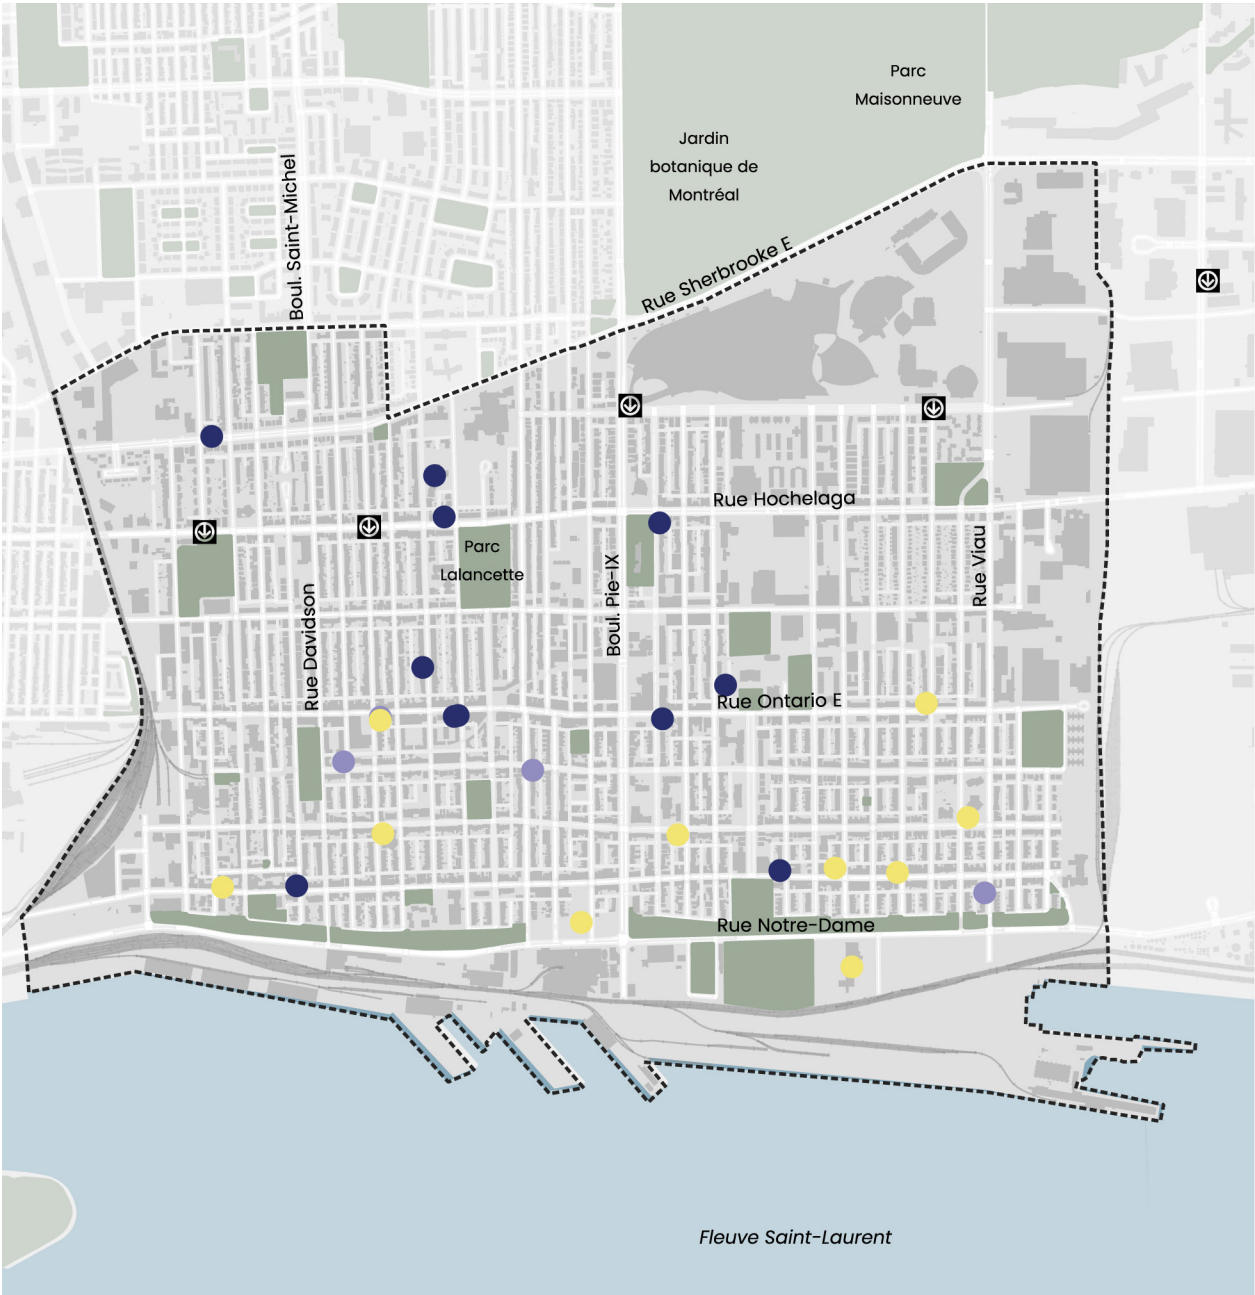 Parc
Maisonneuve
Jardin
botanique de
Montréal
Boul. Saint-Michel
Rue Sherbrooke E
Rue Hochelaga
Parc
Lalancette
Boul. Pie-IX
Rue Viau
Rue Davidson
Rue Ontario E
Rue Notre-Dame
Fleuve Saint-Laurent